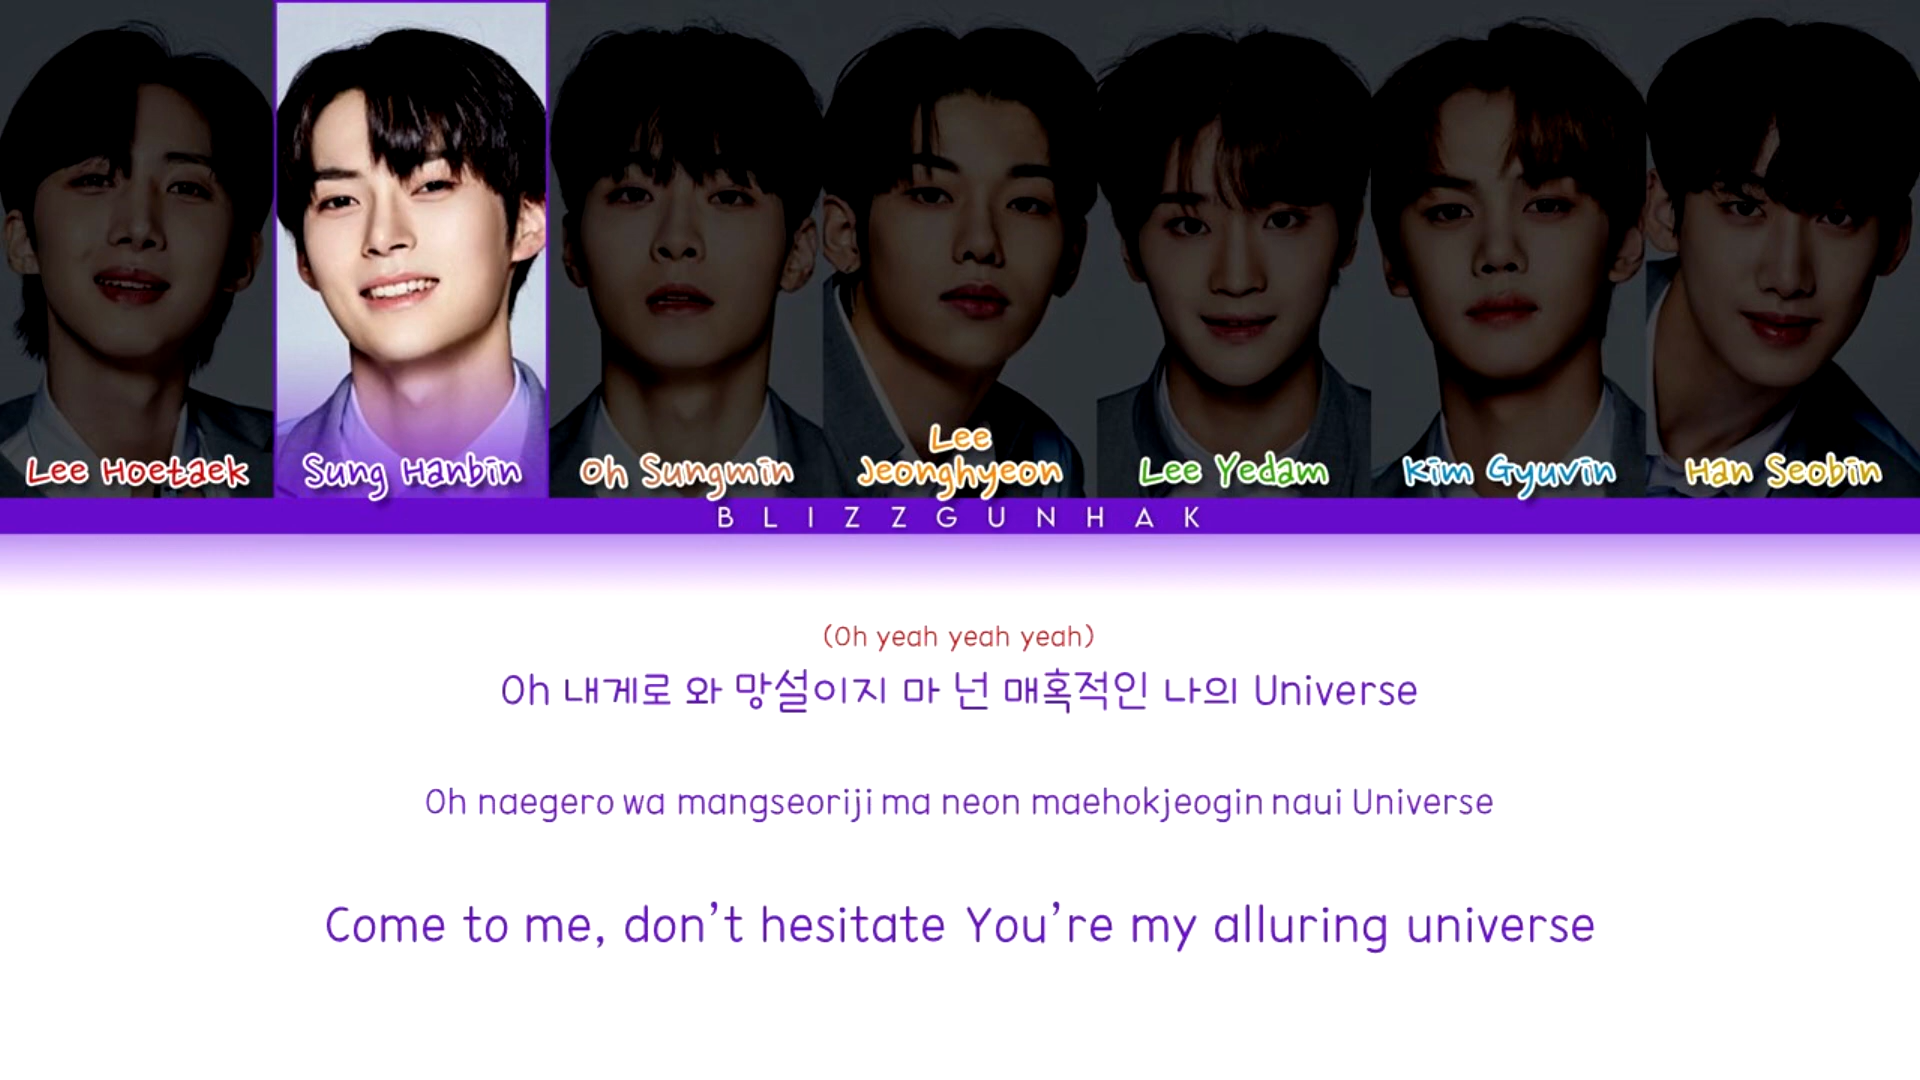 Lee Hoetaek
Sung Hanbin
Oh Sungmin
Lee
Jeonghyeon
Lee Yedam
Kim Gyuvin
Han Seobin
BLIZZGUNHAK
(Oh yeah yeah yeah)
Oh 내게로 와 망설이지 마 넌 매혹적인 나의 Universe
Oh naegero wa mangseoriji ma neon maehokjeogin naui Universe
Come to me, don't hesitate You're my alluring universe